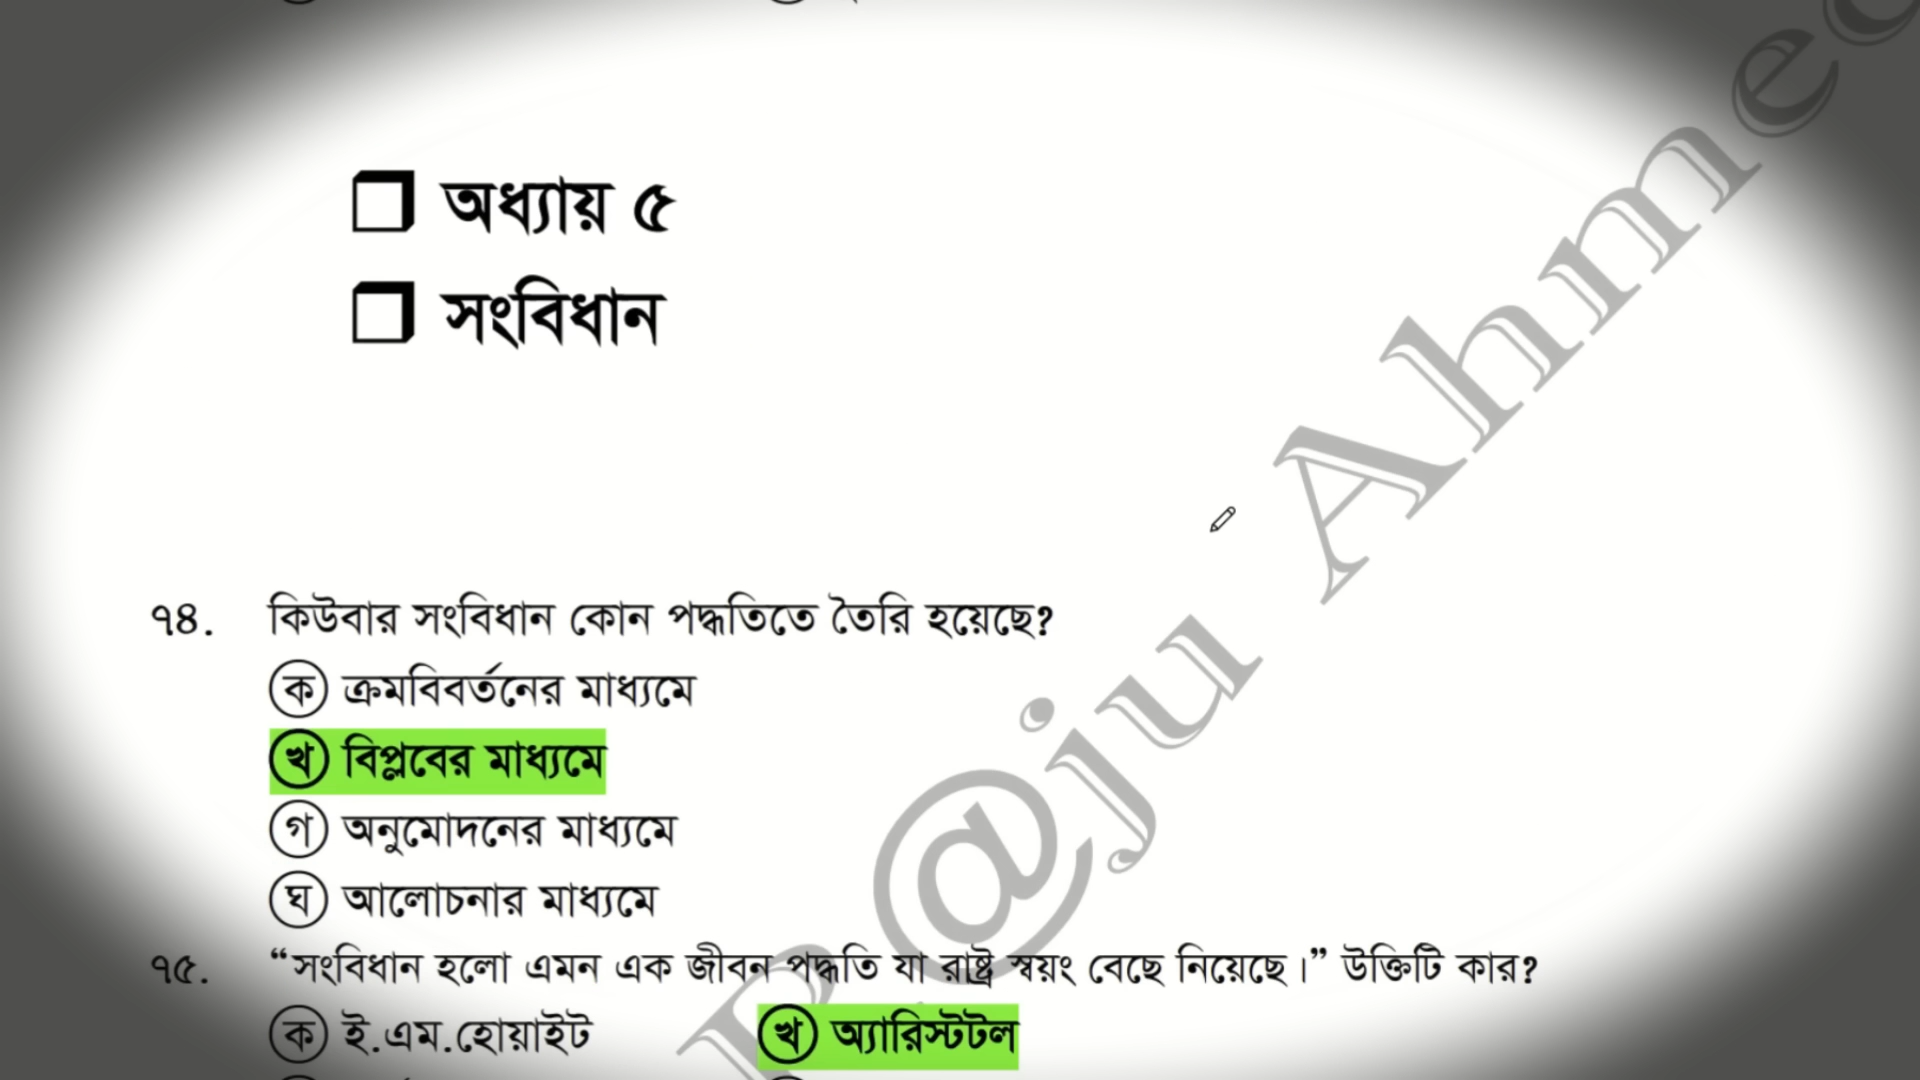 ❒ অধ্যায় ৫
❒ সংবিধান
৭৪. কিউবার সংবিধান কোন পদ্ধতিতে তৈরি হয়েছে?
ক ক্রমবিবর্তনের মাধ্যমে
খ বিপ্লবের মাধ্যমে
গ অনুমোদনের মাধ্যমে
ঘ আলোচনার মাধ্যমে
৭৫. “সংবিধান হলো এমন এক জীবন পদ্ধতি যা রাষ্ট্র স্বয়ং বেছে নিয়েছে।” উক্তিটি কার?
ক ই.এম.হোয়াইট খ অ্যারিস্টটল
R@ju Ahmed